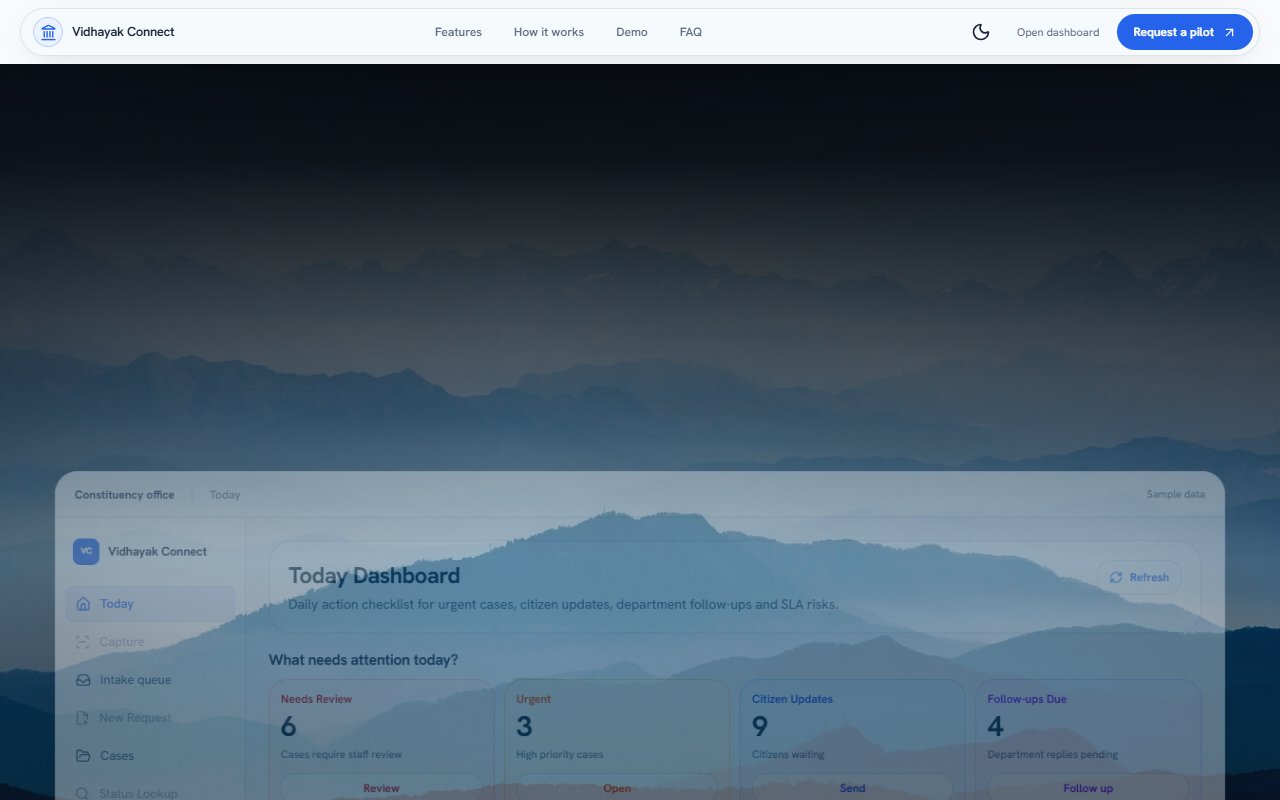 Vidhayak Connect
Features
How it works
Demo
FAQ
Open dashboard
Request a pilot
Constituency office
Today
Sample data
VC
Vidhayak Connect
Today
Capture
Intake queue
New Request
Cases
Status Lookup
Today Dashboard
Daily action checklist for urgent cases, citizen updates, department follow-ups and SLA risks.
Refresh
What needs attention today?
Needs Review
6
Cases require staff review
Review
Urgent
3
High priority cases
Open
Citizen Updates
9
Citizens waiting
Send
Follow-ups Due
4
Department replies pending
Follow up